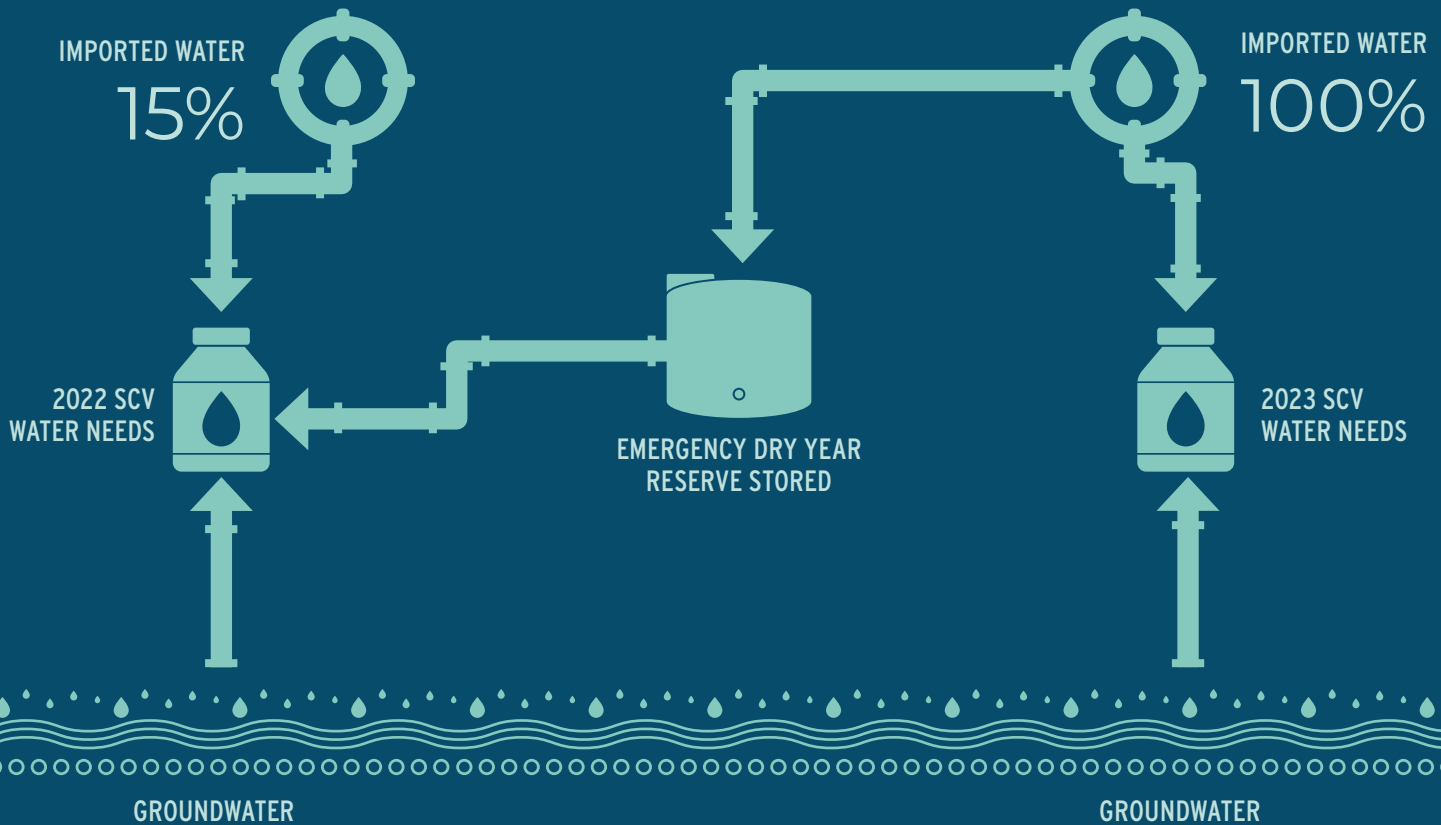 IMPORTED WATER
15%
IMPORTED WATER
100%
2022 SCV
WATER NEEDS
EMERGENCY DRY YEAR
RESERVE STORED
2023 SCV
WATER NEEDS
GROUNDWATER
GROUNDWATER